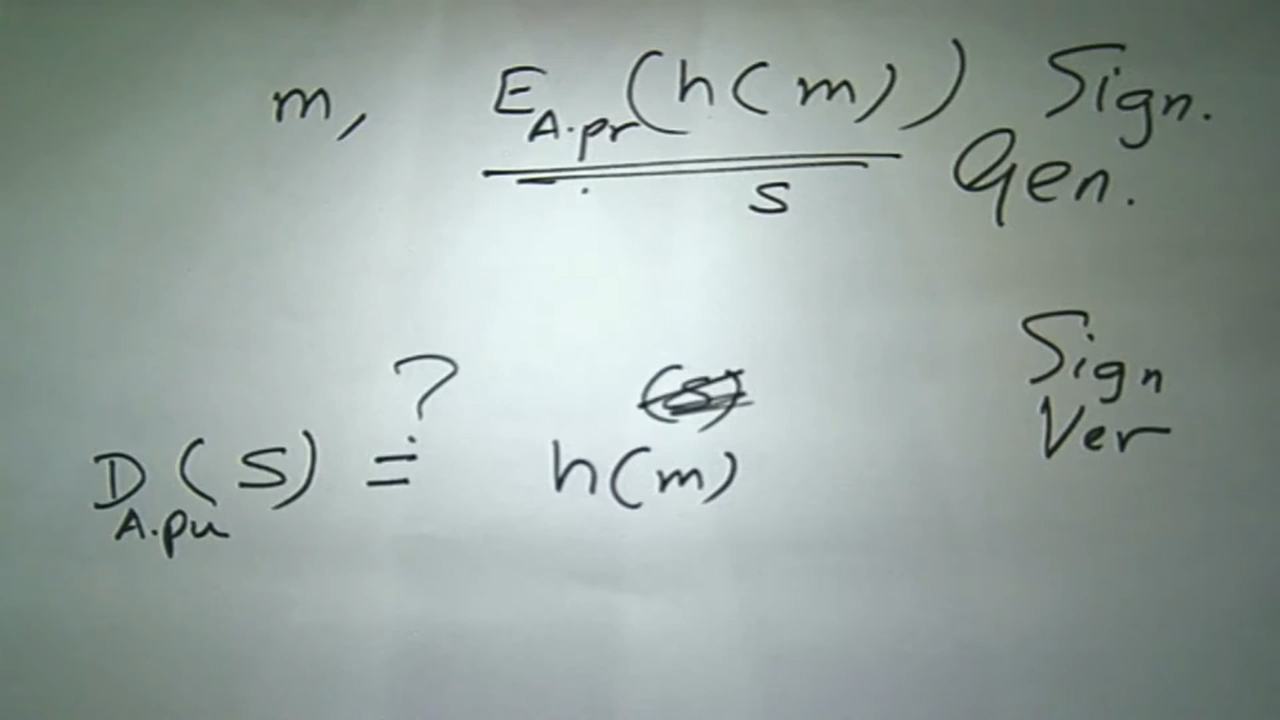 m, E_A.pr(h(m)) Sign.
Gen.
s
Sign
Ver
?
D_A.pu(s) = h(m)